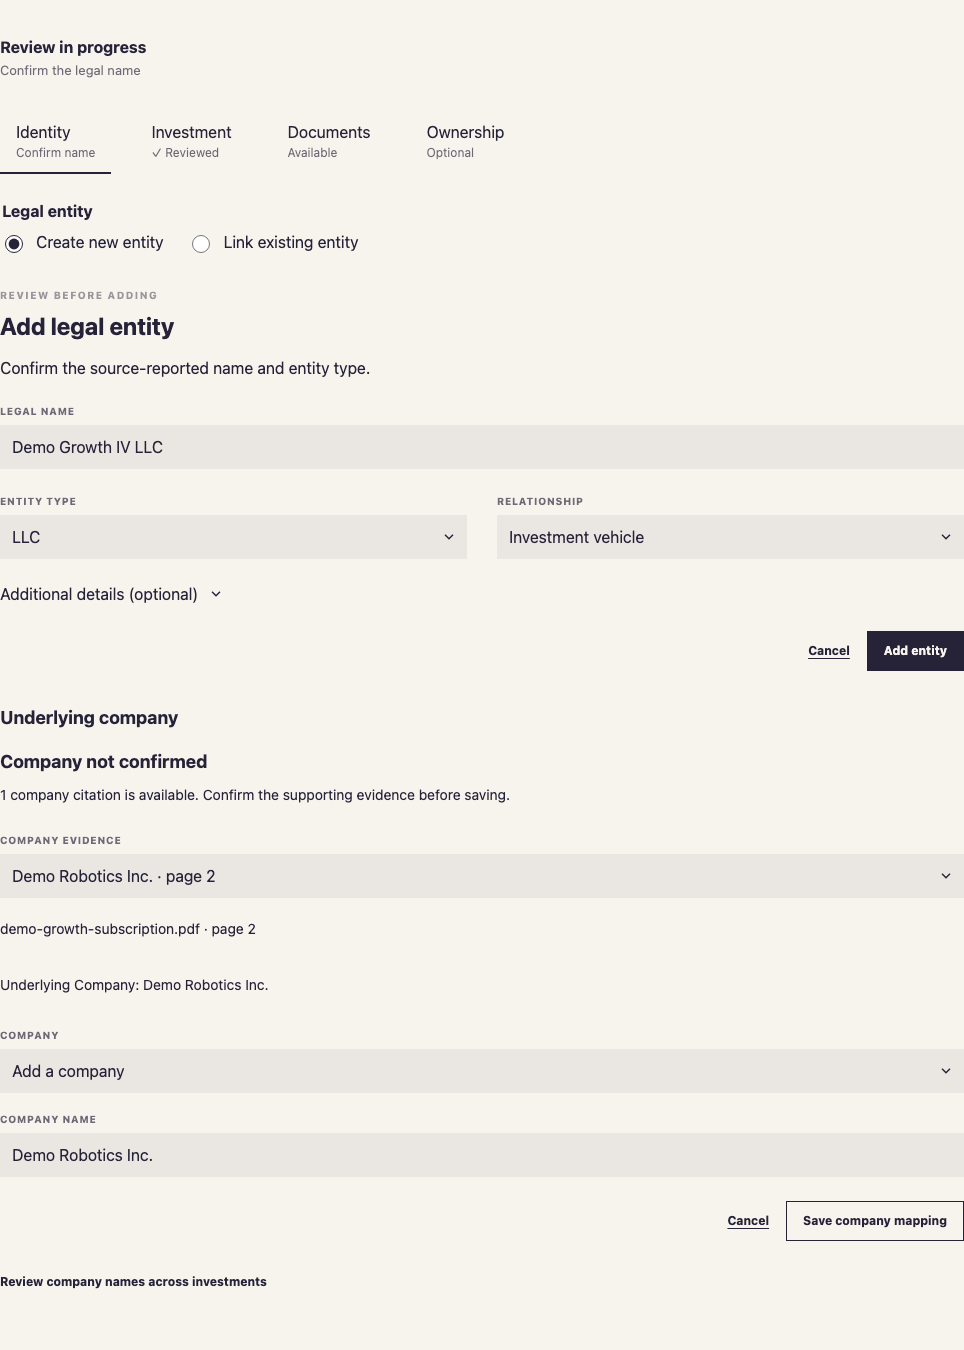 Review in progress
Confirm the legal name
Identity
Confirm name
Investment
✓ Reviewed
Documents
Available
Ownership
Optional
Legal entity
Create new entity
Link existing entity
REVIEW BEFORE ADDING
Add legal entity
Confirm the source-reported name and entity type.
LEGAL NAME
Demo Growth IV LLC
ENTITY TYPE
LLC
RELATIONSHIP
Investment vehicle
Additional details (optional)
Cancel
Add entity
Underlying company
Company not confirmed
1 company citation is available. Confirm the supporting evidence before saving.
COMPANY EVIDENCE
Demo Robotics Inc. · page 2
demo-growth-subscription.pdf · page 2
Underlying Company: Demo Robotics Inc.
COMPANY
Add a company
COMPANY NAME
Demo Robotics Inc.
Cancel
Save company mapping
Review company names across investments